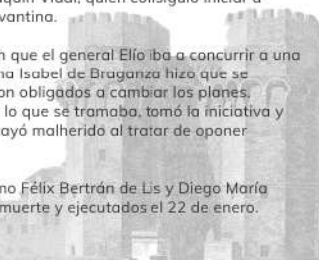 quín Vidal, quien consiguió iniciar a
vantina.
n que el general Elío iba a concurrir a una
na Isabel de Braganza hizo que se
on obligados a cambiar los planes.
lo que se tramaba, tomó la iniciativa y
ayó malherido al tratar de oponer
mo Félix Bertrán de Lis y Diego María
muerte y ejecutados el 22 de enero.